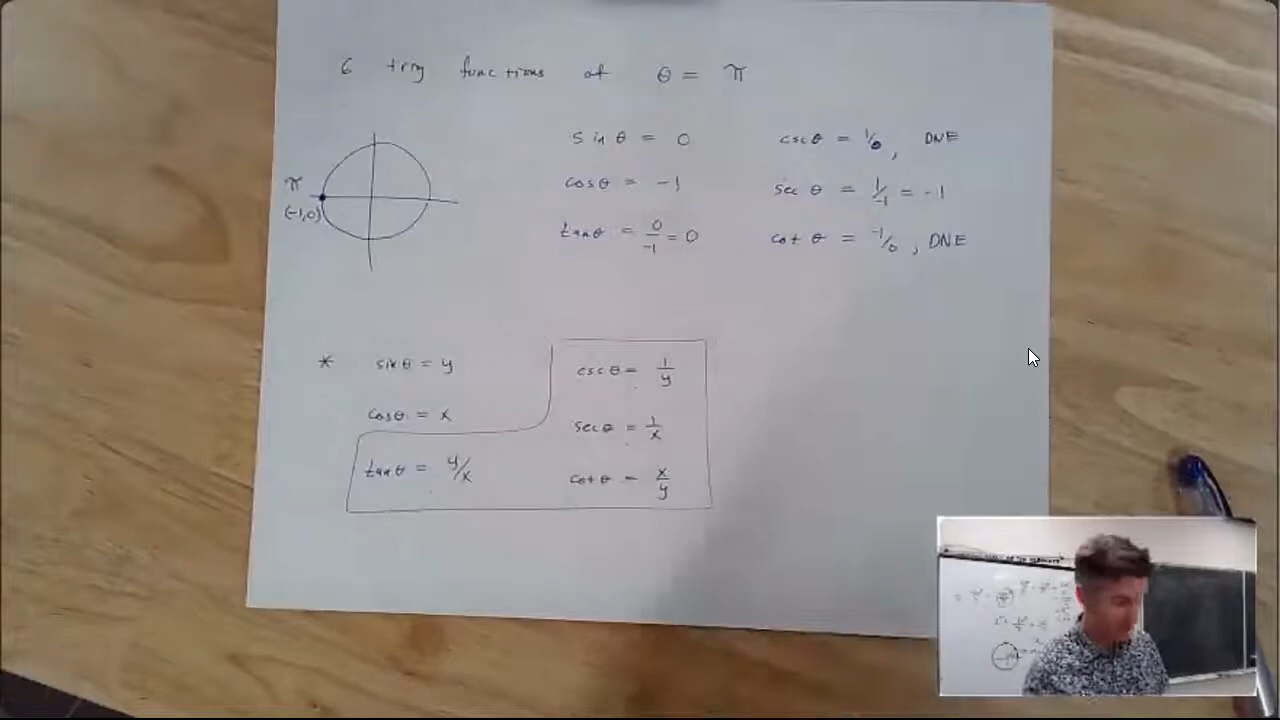 6 trig functions of θ = π
sin θ = 0
csc θ = 1/0, DNE
π
cos θ = -1
sec θ = 1/-1 = -1
(-1,0)
tan θ = 0/-1 = 0
cot θ = -1/0, DNE
* sin θ = y
csc θ = 1/y
cos θ = x
sec θ = 1/x
tan θ = y/x
cot θ = x/y